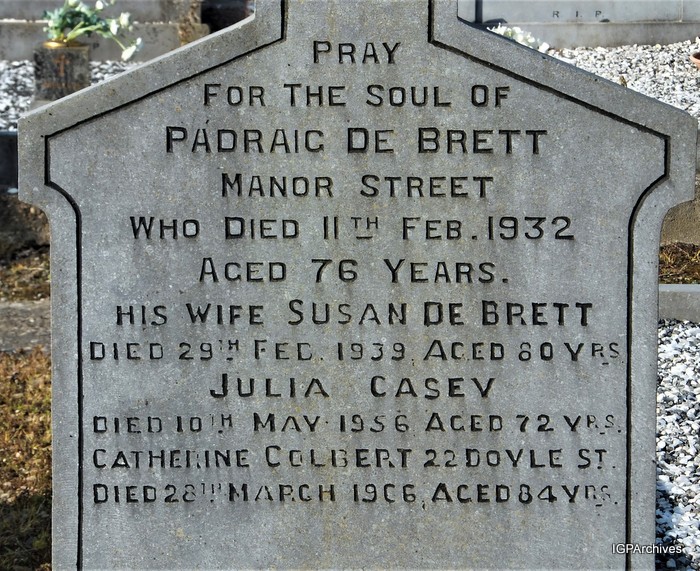 R.I.P.
PRAY
FOR THE SOUL OF
PÁDRAIG DE BRETT
MANOR STREET
WHO DIED 11TH FEB. 1932
AGED 76 YEARS.
HIS WIFE SUSAN DE BRETT
DIED 29TH FEB. 1939, AGED 80 YRS
JULIA CASEY
DIED 10TH MAY 1956 AGED 72 YRS.
CATHERINE COLBERT 22 DOYLE ST.
DIED 28TH MARCH AGED 84 YRS.
IGPArchives